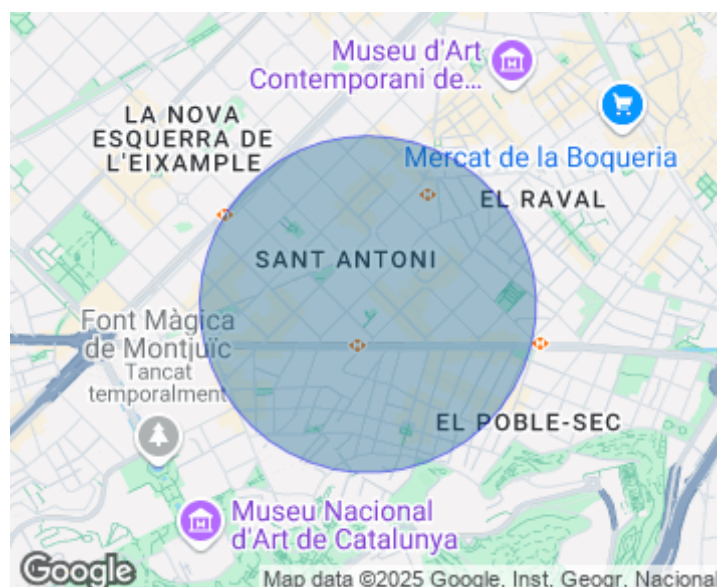 Museu d'Art
Contemporani de...
LA NOVA
ESQUERRA DE
L'EIXAMPLE
Mercat de la Boqueria
EL RAVAL
SANT ANTONI
Font Màgica
de Montjuïc
Tancat
temporalment
EL POBLE-SEC
Museu Nacional
d'Art de Catalunya
Google
Map data ©2025 Google, Inst. Geogr. Nacional